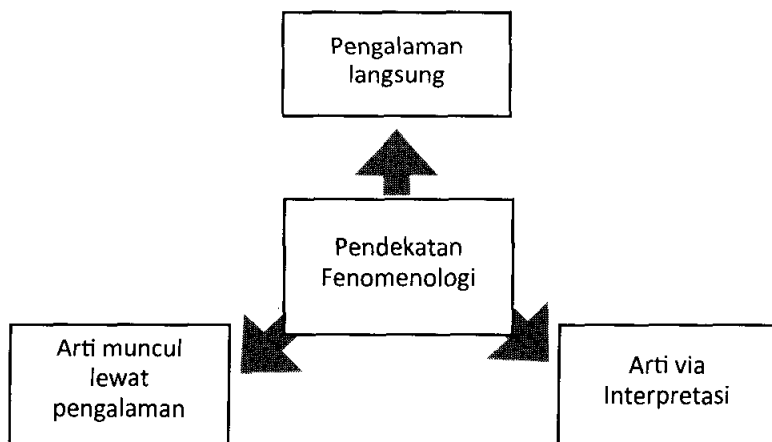 Pengalaman
langsung
Pendekatan
Fenomenologi
Arti muncul
lewat
pengalaman
Arti via
Interpretasi